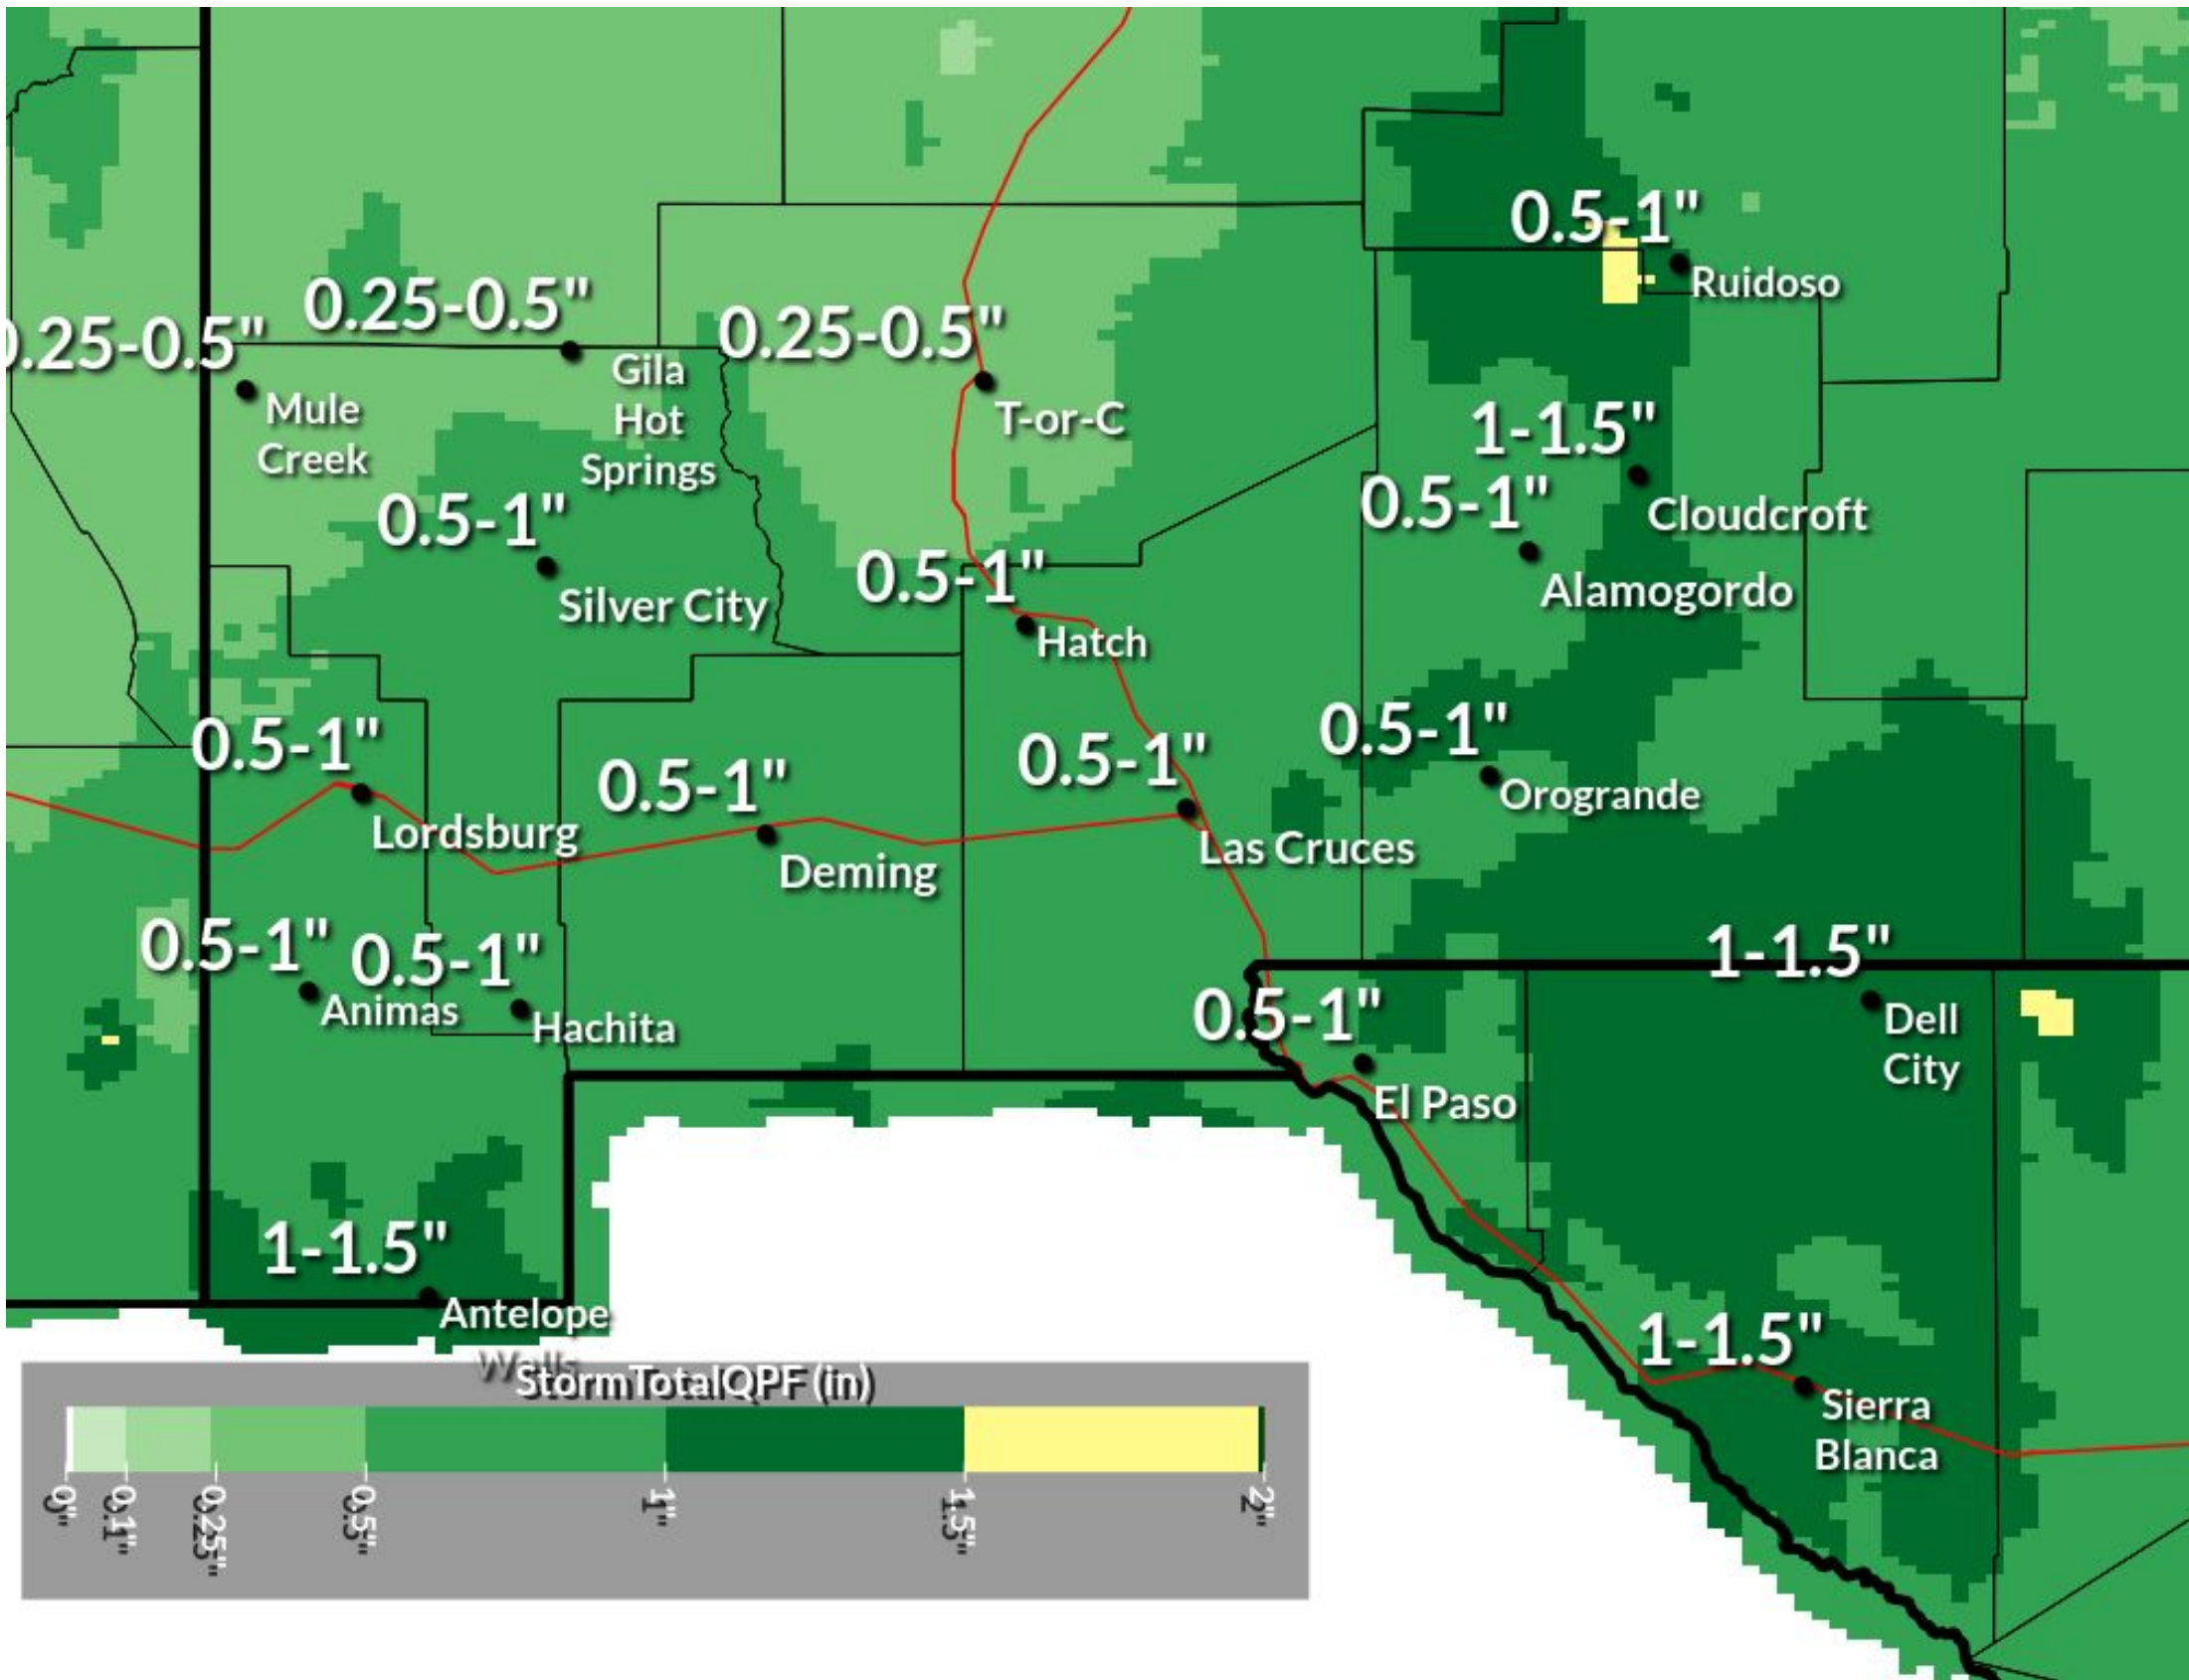 0.5-1"
Ruidoso
0.25-0.5"
Gila
Hot
Springs
0.25-0.5"
T-or-C
0.25-0.5"
Mule
Creek
1-1.5"
Cloudcroft
0.5-1"
Alamogordo
0.5-1"
Silver City
0.5-1"
Hatch
0.5-1"
Orogrande
0.5-1"
Lordsburg
0.5-1"
Deming
0.5-1"
Las Cruces
0.5-1"
Animas
0.5-1"
Hachita
1-1.5"
Dell
City
0.5-1"
El Paso
1-1.5"
Antelope
Wells
1-1.5"
Sierra
Blanca
StormTotalQPF (in)
0"
0.1"
0.25"
0.5"
1"
1.5"
2"